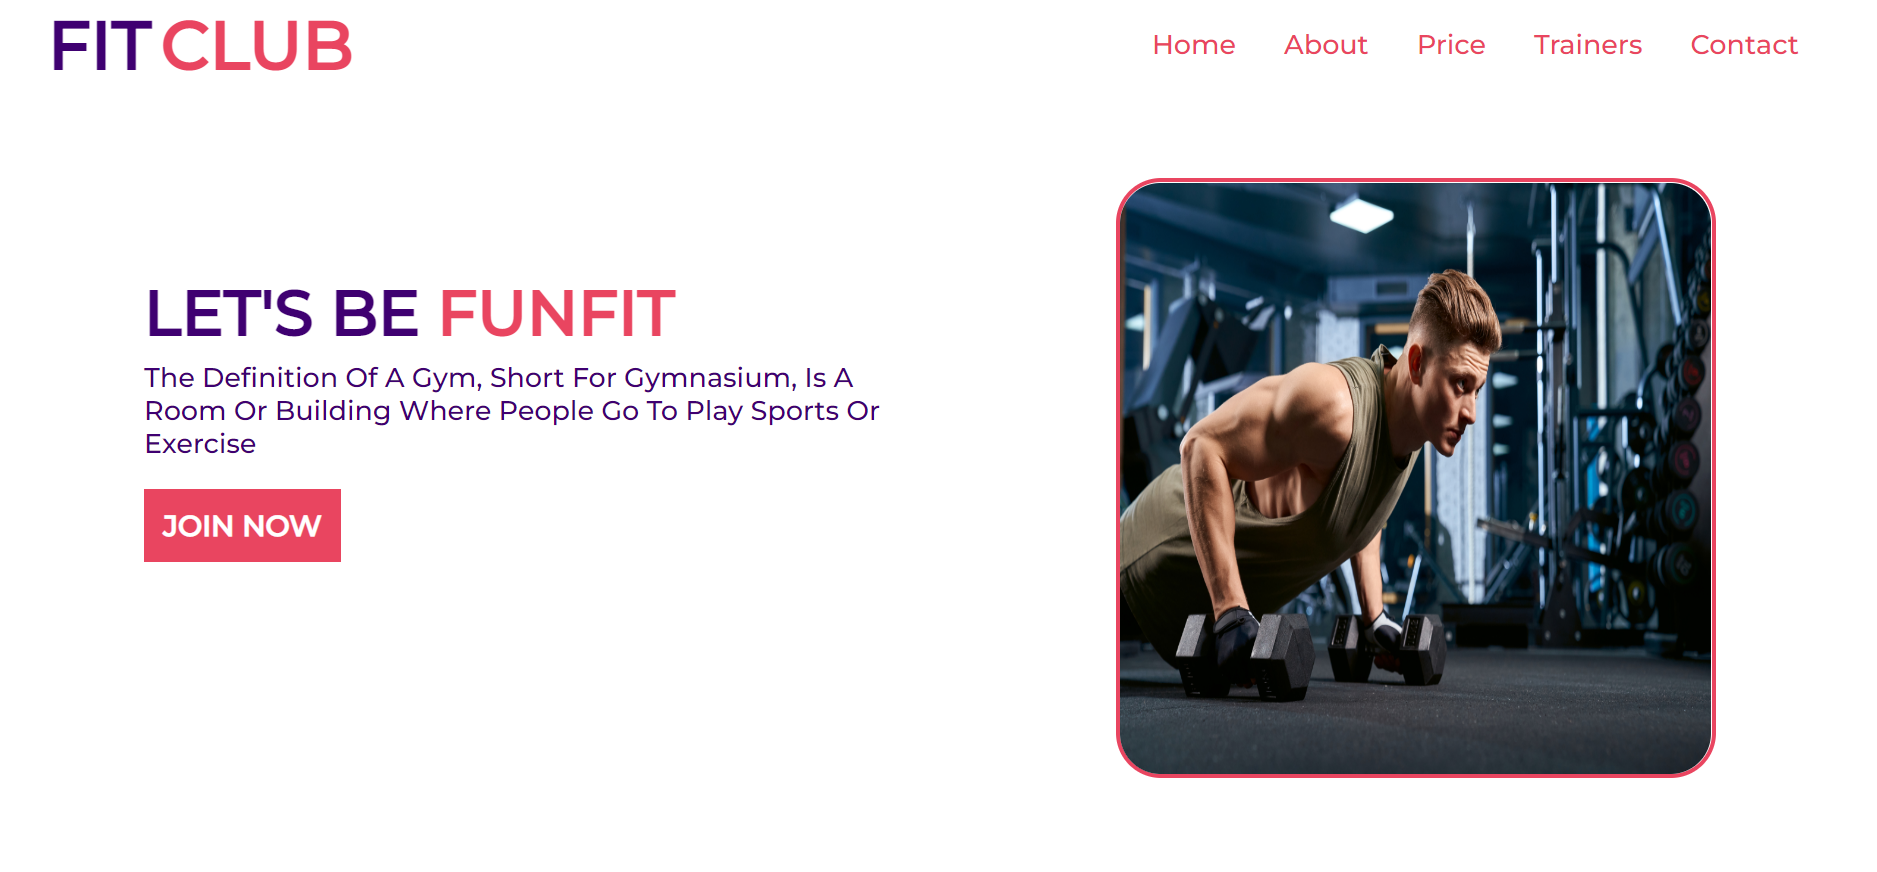 FIT CLUB
Home About Price Trainers Contact
LET'S BE FUNFIT
The Definition Of A Gym, Short For Gymnasium, Is A
Room Or Building Where People Go To Play Sports Or
Exercise
JOIN NOW